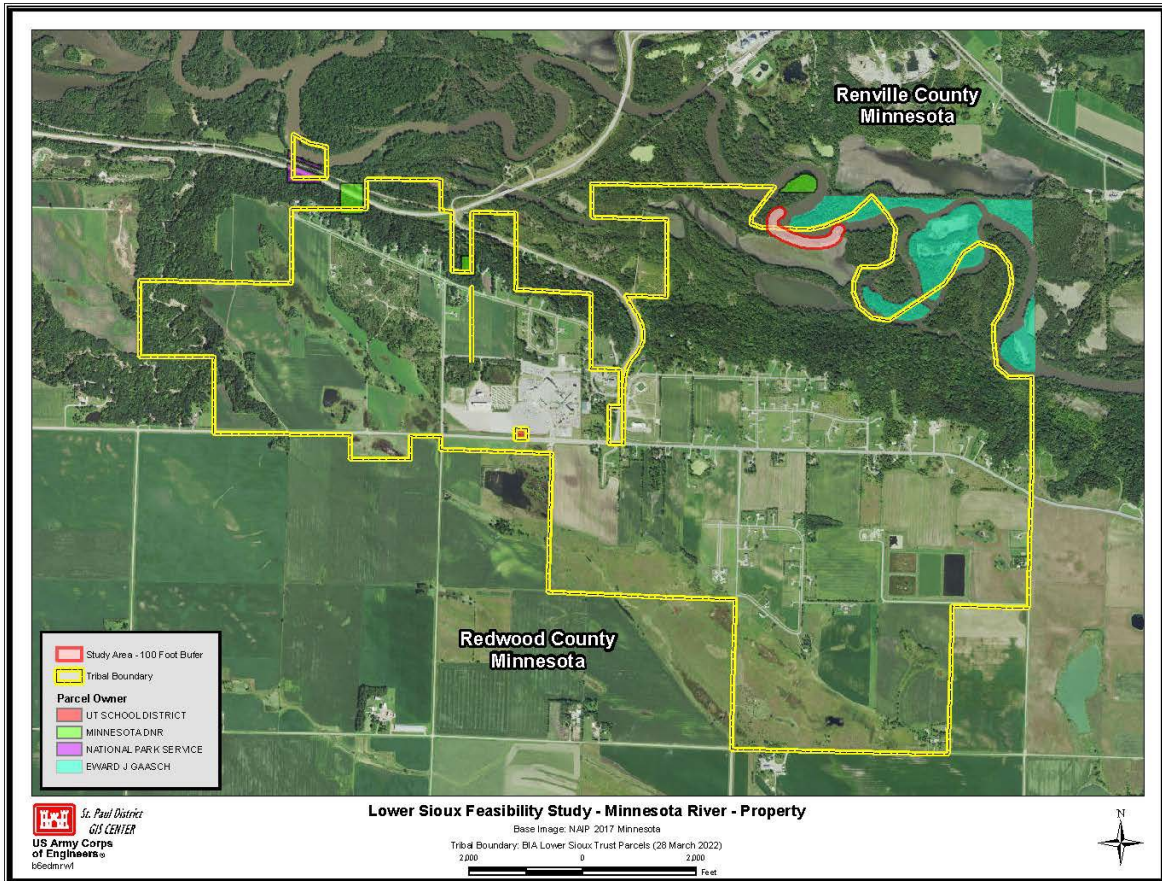 Renville County
Minnesota
Redwood County
Minnesota
Study Area - 100 Foot Bufer
Tribal Boundary
Parcel Owner
UT SCHOOL DISTRICT
MINNESOTA DNR
NATIONAL PARK SERVICE
EWARD J GAASCH
St. Paul District
GIS CENTER
US Army Corps
of Engineers®
b6edmrw1
Lower Sioux Feasibility Study - Minnesota River - Property
Base Image: NAIP 2017 Minnesota
Tribal Boundary: BIA Lower Sioux Trust Parcels (28 March 2022)
2,000 0 2,000
Feet
N